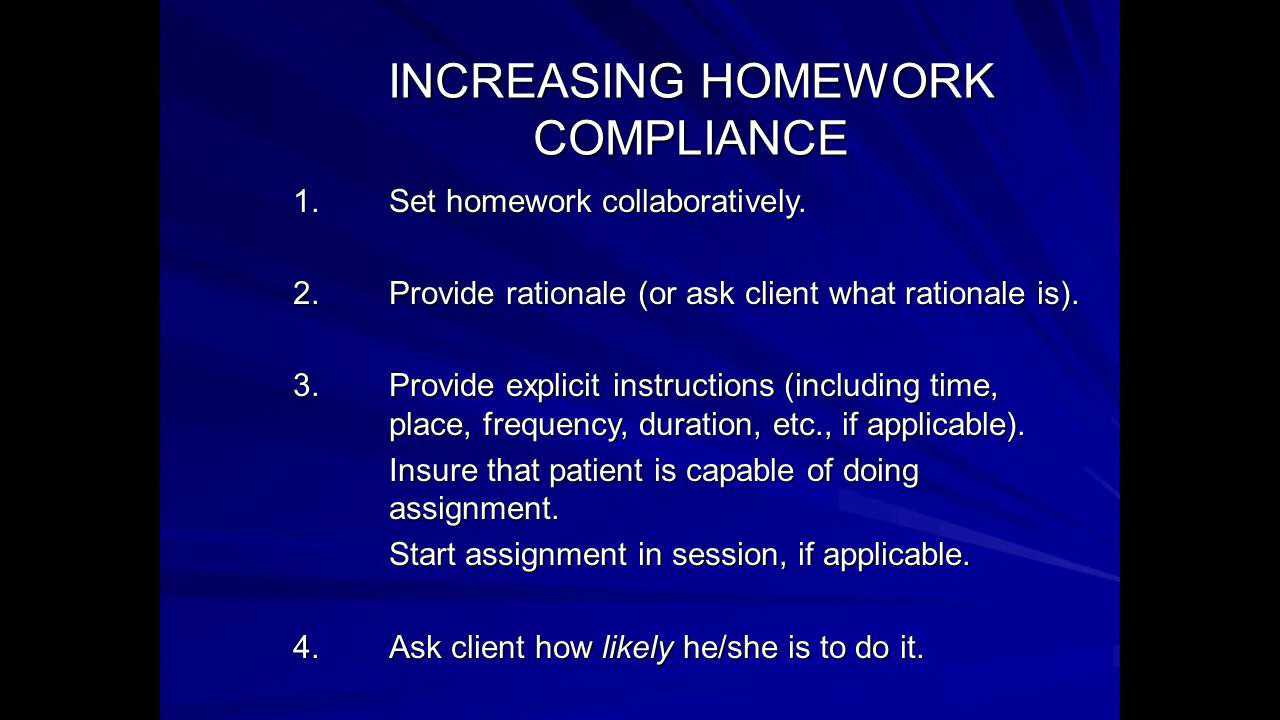 INCREASING HOMEWORK
COMPLIANCE
1. Set homework collaboratively.
2. Provide rationale (or ask client what rationale is).
3. Provide explicit instructions (including time,
place, frequency, duration, etc., if applicable).
Insure that patient is capable of doing
assignment.
Start assignment in session, if applicable.
4. Ask client how likely he/she is to do it.